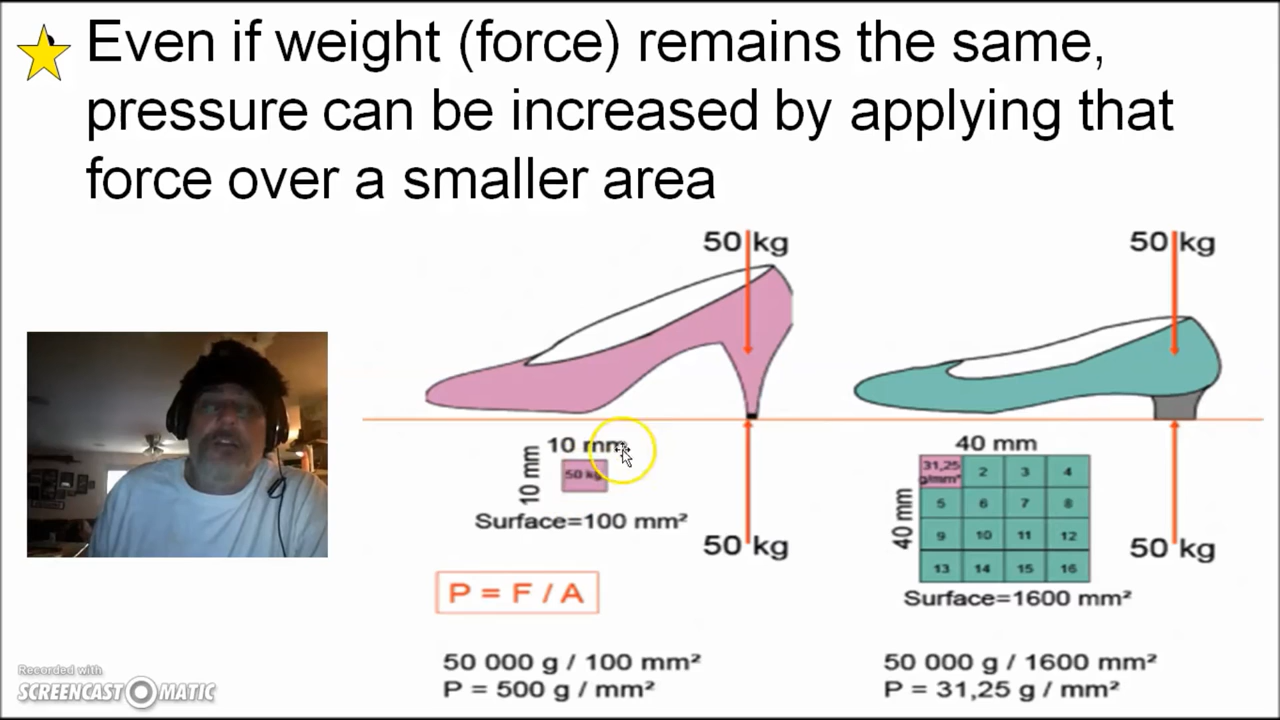 Even if weight (force) remains the same,
pressure can be increased by applying that
force over a smaller area
50 kg
50 kg
10 mm
10 mm
50 kg
Surface=100 mm²
50 kg
40 mm
40 mm
31,25 2 3 4
g/mm²
5 6 7 8
9 10 11 12
13 14 15 16
50 kg
Surface=1600 mm²
P = F / A
50 000 g / 100 mm²
P = 500 g / mm²
50 000 g / 1600 mm²
P = 31,25 g / mm²
Recorded with
SCREENCAST MATIC